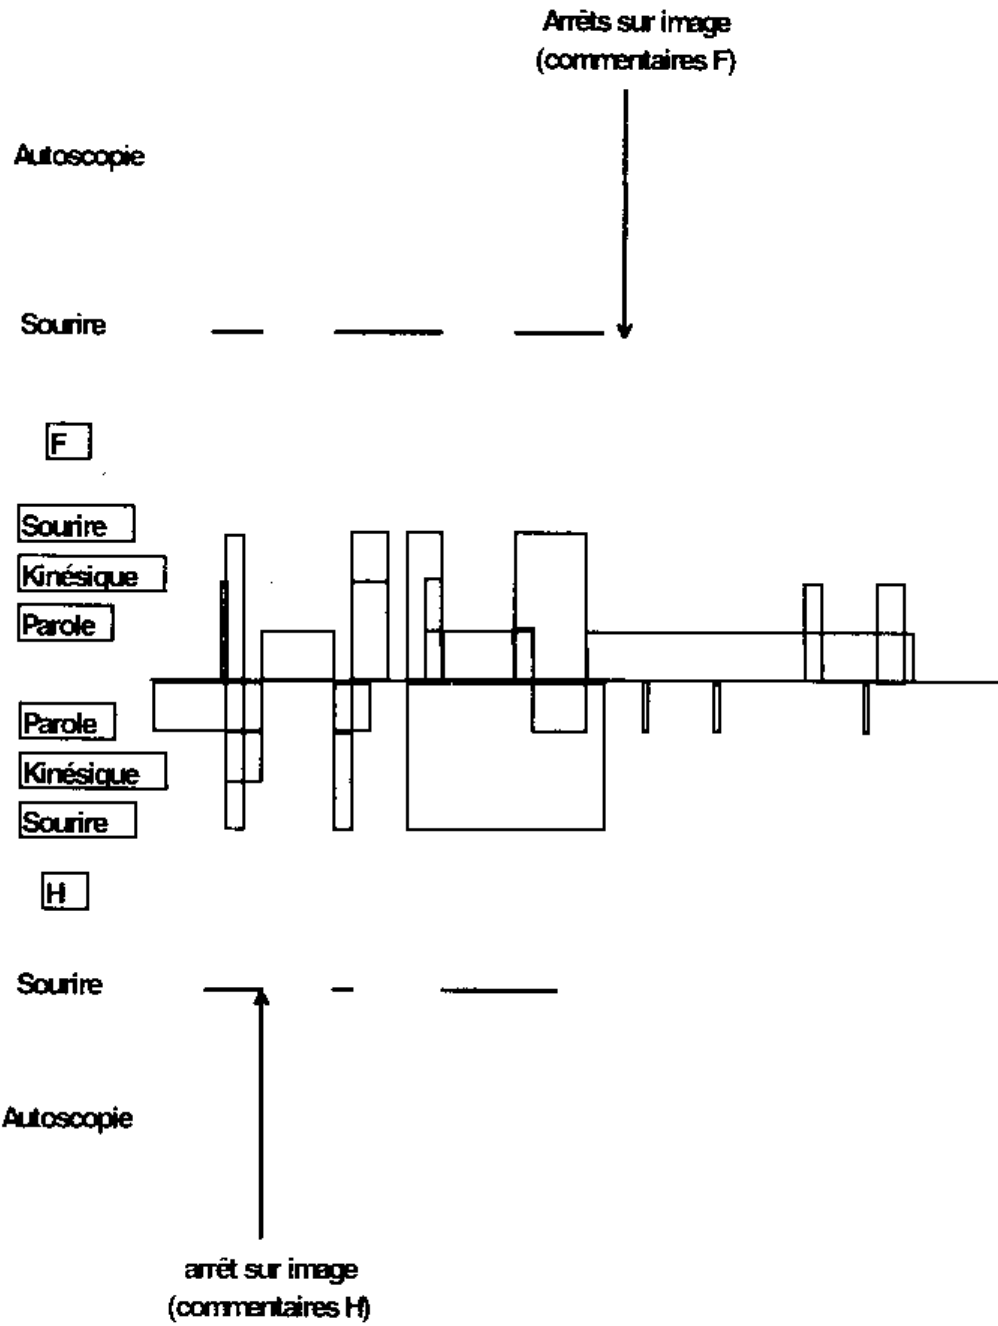 Arrêts sur image
(commentaires F)
Autoscopie
Sourire
F
Sourire
Kinésique
Parole
Parole
Kinésique
Sourire
H
Sourire
Autoscopie
arrêt sur image
(commentaires H)